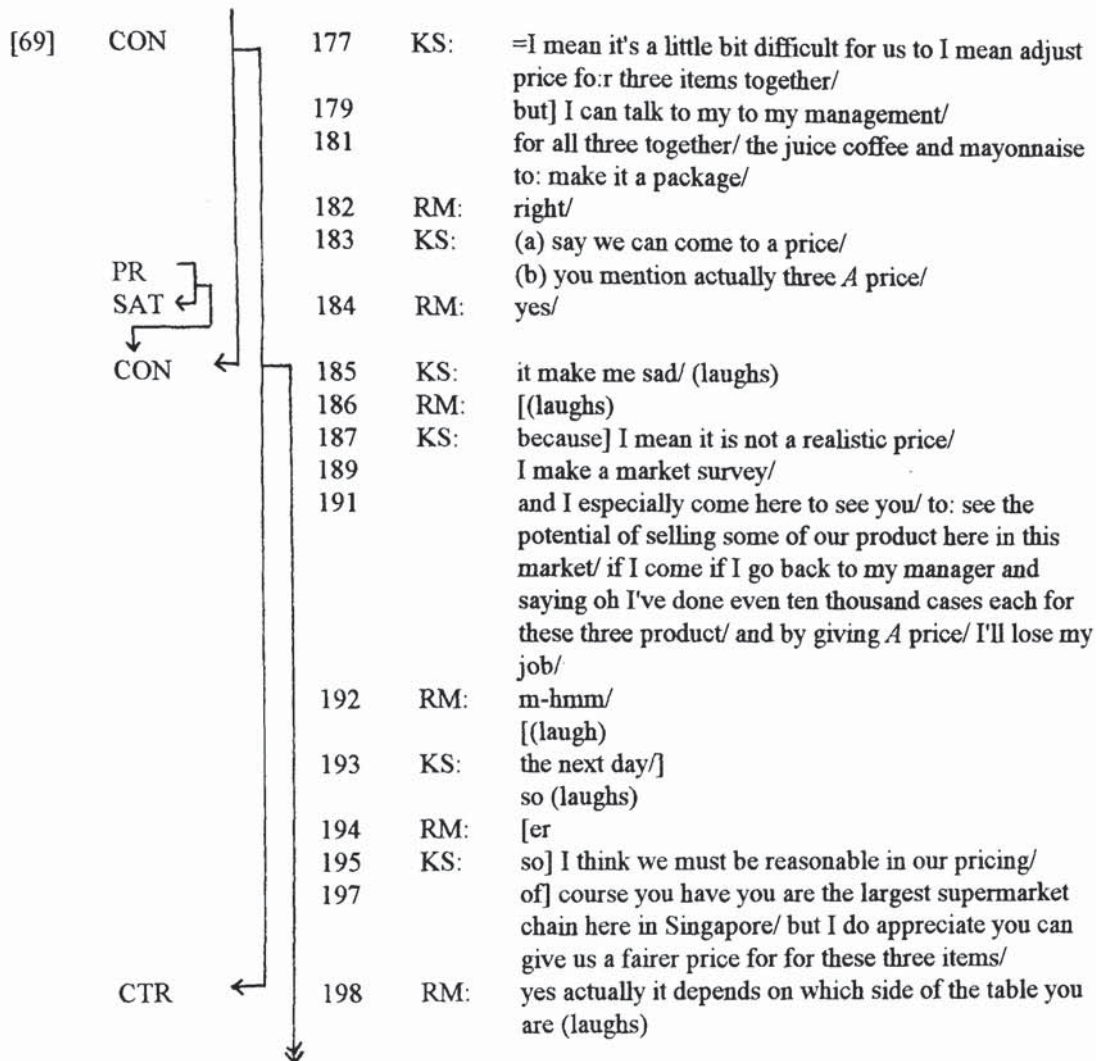 [69] CON 177 KS: =I mean it's a little bit difficult for us to I mean adjust
price fo:r three items together/
179 but] I can talk to my to my management/
181 for all three together/ the juice coffee and mayonnaise
to: make it a package/
182 RM: right/
183 KS: (a) say we can come to a price/
PR (b) you mention actually three A price/
SAT 184 RM: yes/
CON 185 KS: it make me sad/ (laughs)
186 RM: [(laughs)
187 KS: because] I mean it is not a realistic price/
189 I make a market survey/
191 and I especially come here to see you/ to: see the
potential of selling some of our product here in this
market/ if I come if I go back to my manager and
saying oh I've done even ten thousand cases each for
these three product/ and by giving A price/ I'll lose my
job/
192 RM: m-hmm/
[(laugh)
193 KS: the next day/]
so (laughs)
194 RM: [er
195 KS: so] I think we must be reasonable in our pricing/
197 of] course you have you are the largest supermarket
chain here in Singapore/ but I do appreciate you can
give us a fairer price for for these three items/
CTR 198 RM: yes actually it depends on which side of the table you
are (laughs)